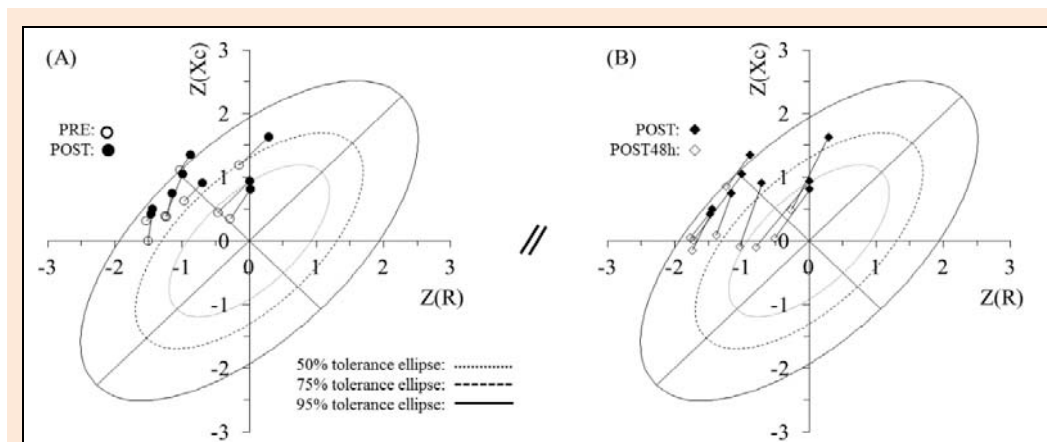 (A)
Z(Xc)
3
2
1
0
-1
-2
-3
PRE:
POST:
-3 -2 -1 0 1 2 3
Z(R)
50% tolerance ellipse:
75% tolerance ellipse:
95% tolerance ellipse:
//
(B)
Z(Xc)
3
2
1
0
-1
-2
-3
POST:
POST48h:
-3 -2 -1 0 1 2 3
Z(R)